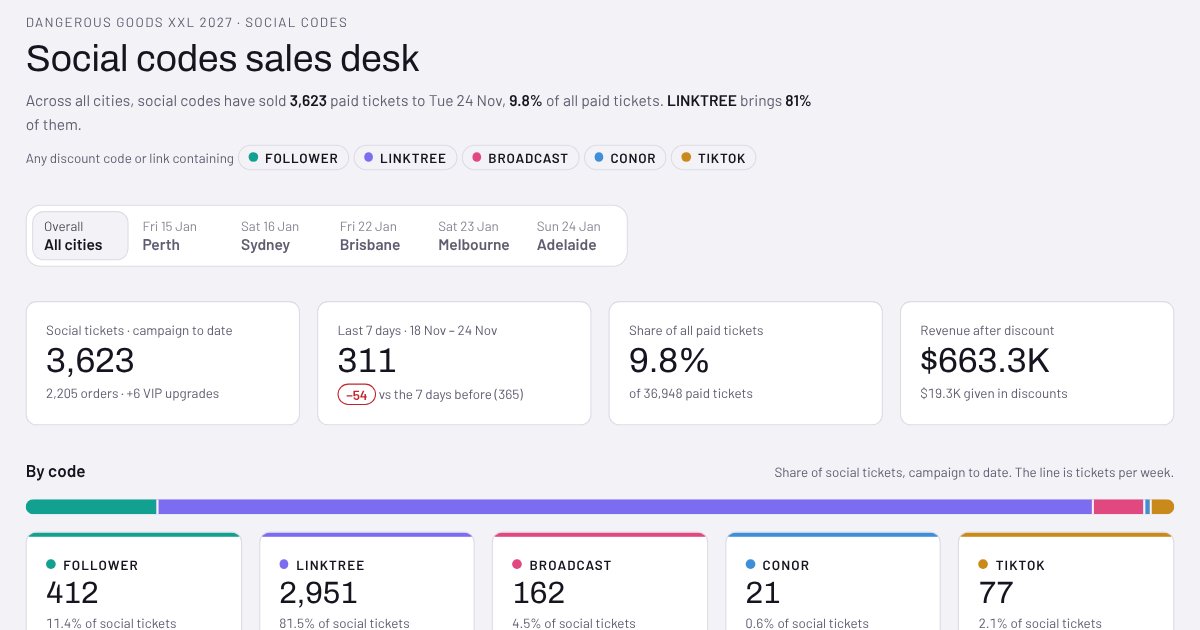 DANGEROUS GOODS XXL 2027 · SOCIAL CODES
Social codes sales desk
Across all cities, social codes have sold 3,623 paid tickets to Tue 24 Nov, 9.8% of all paid tickets. LINKTREE brings 81%
of them.
Any discount code or link containing FOLLOWER LINKTREE BROADCAST CONOR TIKTOK
Overall Fri 15 Jan Sat 16 Jan Fri 22 Jan Sat 23 Jan Sun 24 Jan
All cities Perth Sydney Brisbane Melbourne Adelaide
Social tickets · campaign to date Last 7 days · 18 Nov – 24 Nov Share of all paid tickets Revenue after discount
3,623 311 9.8% $663.3K
2,205 orders · +6 VIP upgrades −54 vs the 7 days before (365) of 36,948 paid tickets $19.3K given in discounts
By code Share of social tickets, campaign to date. The line is tickets per week.
FOLLOWER LINKTREE BROADCAST CONOR TIKTOK
412 2,951 162 21 77
11.4% of social tickets 81.5% of social tickets 4.5% of social tickets 0.6% of social tickets 2.1% of social tickets